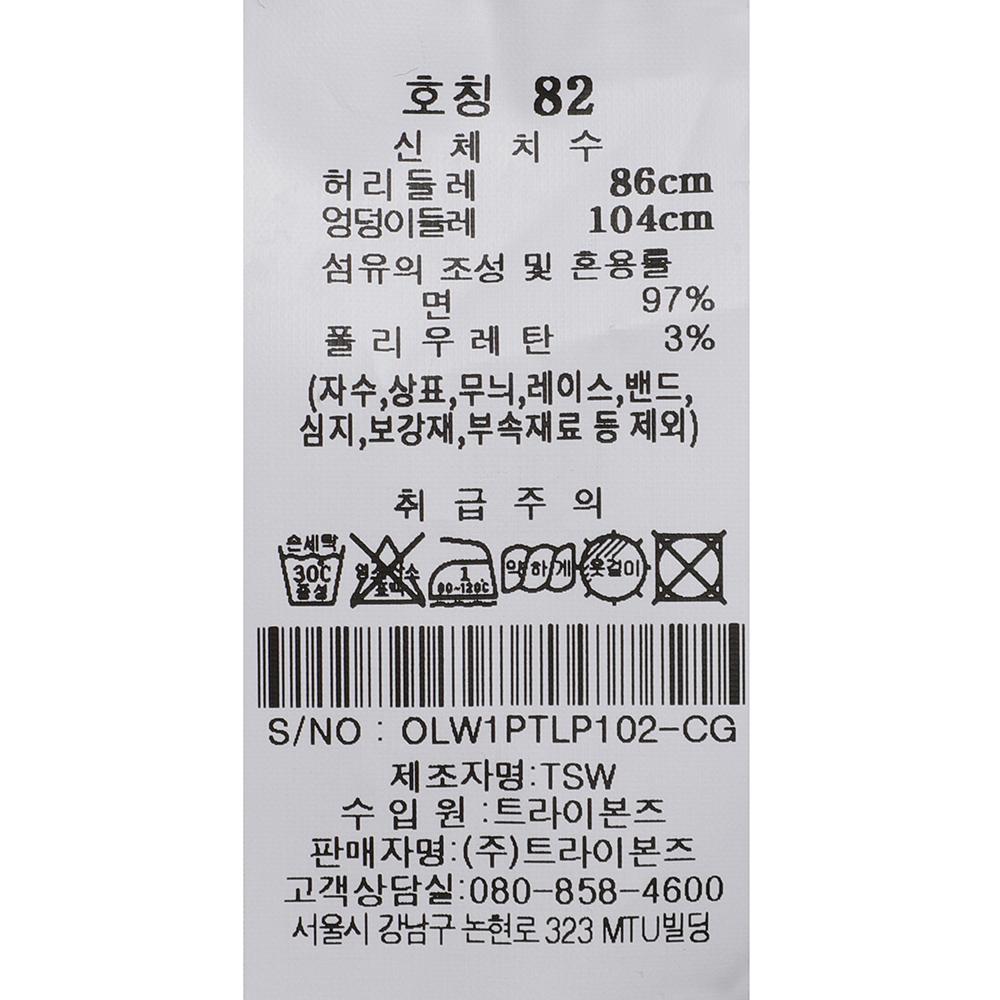 호칭 82
신체치수
허리둘레 86cm
엉덩이둘레 104cm
섬유의 조성 및 혼용률
면 97%
폴리우레탄 3%
(자수,상표,무늬,레이스,밴드,
심지,보강재,부속재료 등 제외)
취급주의
손세탁 30℃ 중성
염소산소 표백
1 80~120℃
약하게
옷걸이
S/NO : OLW1PTLP102-CG
제조자명:TSW
수입원 :트라이본즈
판매자명:(주)트라이본즈
고객상담실:080-858-4600
서울시 강남구 논현로 323 MTU빌딩